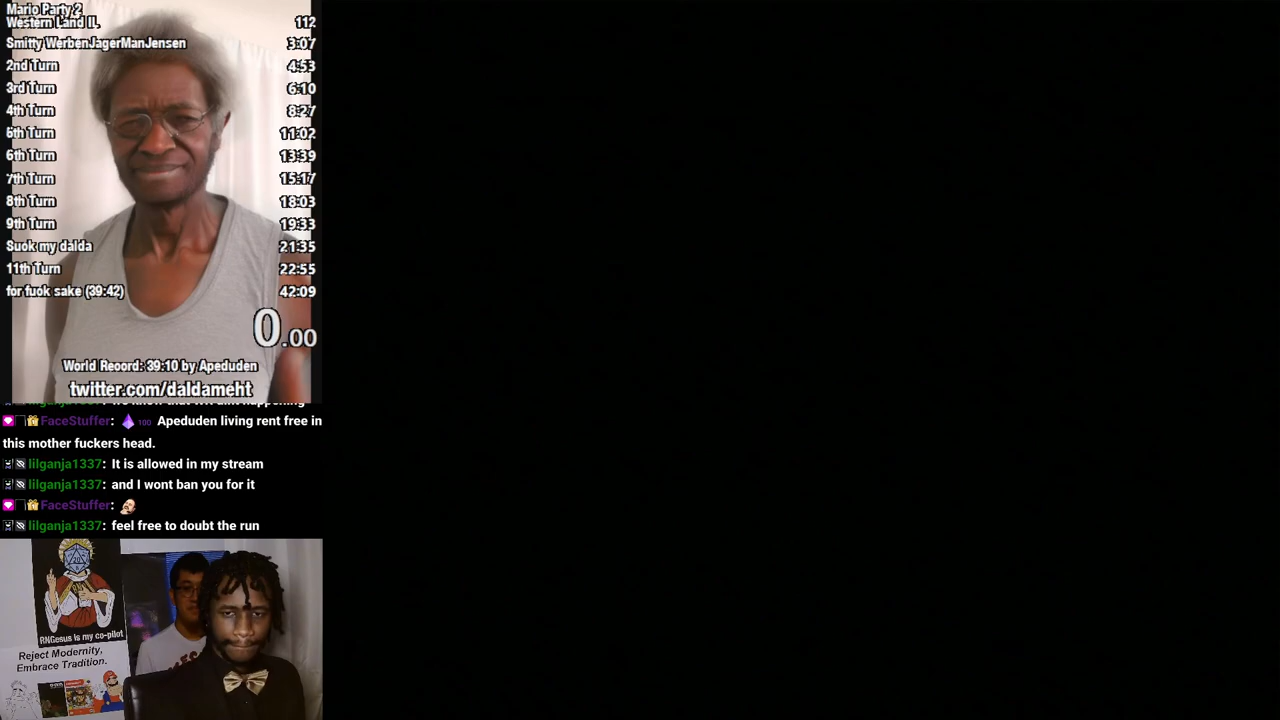 Mario Party 2
Western Land IL 112
Smitty WerbenJagerManJensen 3:07
2nd Turn 4:53
3rd Turn 6:10
4th Turn 8:27
5th Turn 11:02
6th Turn 13:39
7th Turn 15:17
8th Turn 18:03
9th Turn 19:33
Suck my dalda 21:35
11th Turn 22:55
for fuck sake (39:42) 42:09
0.00
World Record: 39:10 by Apeduden
twitter.com/daldameht
FaceStuffer: 100 Apeduden living rent free in
this mother fuckers head.
lilganja1337: It is allowed in my stream
lilganja1337: and I wont ban you for it
FaceStuffer:
lilganja1337: feel free to doubt the run
RNGesus is my co-pilot
Reject Modernity,
Embrace Tradition.